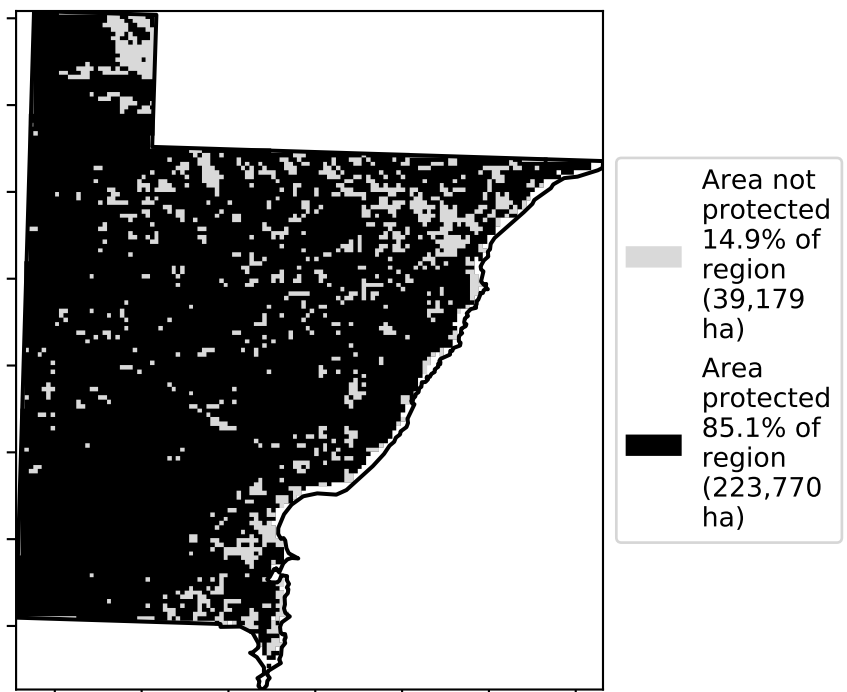 Area not
protected
14.9% of
region
(39,179
ha)
Area
protected
85.1% of
region
(223,770
ha)